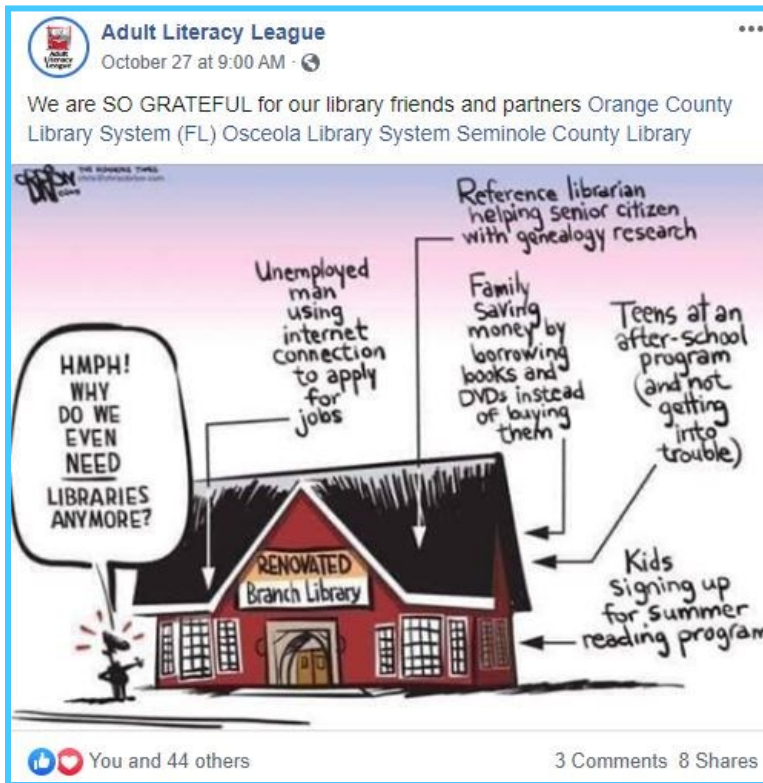 Adult Literacy League
October 27 at 9:00 AM
We are SO GRATEFUL for our library friends and partners Orange County
Library System (FL) Osceola Library System Seminole County Library
Reference librarian
helping senior citizen
with genealogy research
Unemployed
man
using
internet
connection
to apply
for
jobs
Family
saving
money by
borrowing
books and
DVDs instead
of buying
them
Teens at an
after-school
program
(and not
getting
into
trouble)
HMPH!
WHY
DO WE
EVEN
NEED
LIBRARIES
ANYMORE?
RENOVATED
Branch Library
Kids
signing up
for summer
reading program
You and 44 others
3 Comments 8 Shares